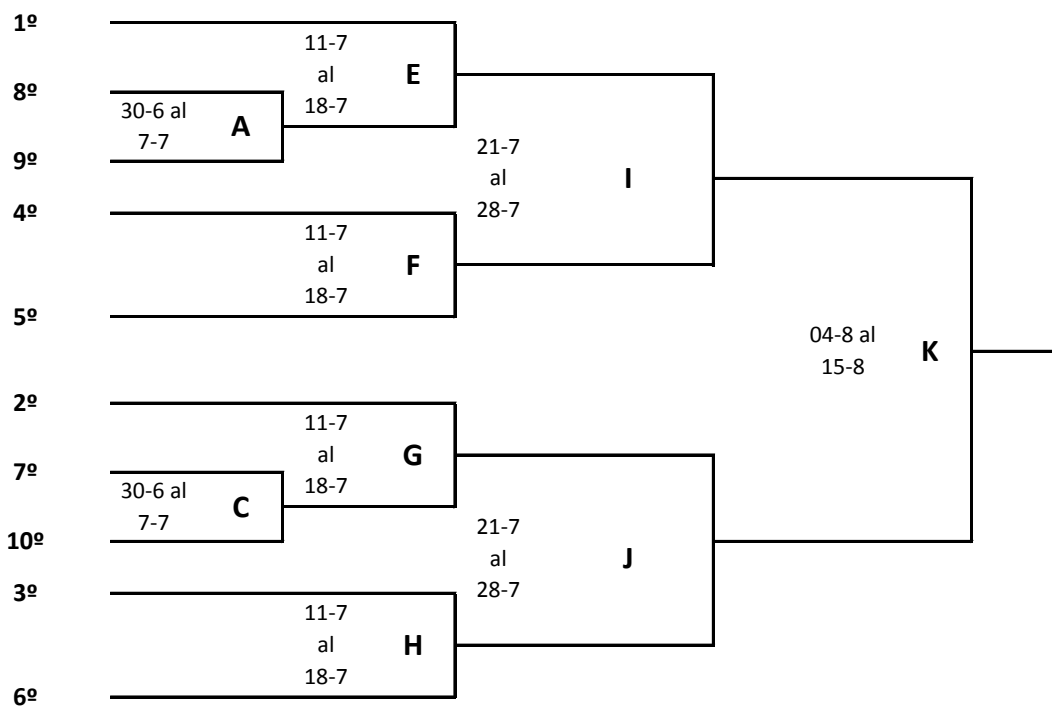 1º
11-7
al
18-7
E
8º
30-6 al
7-7
A
9º
21-7
al
28-7
I
4º
11-7
al
18-7
F
5º
04-8 al
15-8
K
2º
11-7
al
18-7
G
7º
30-6 al
7-7
C
10º
21-7
al
28-7
J
3º
11-7
al
18-7
H
6º